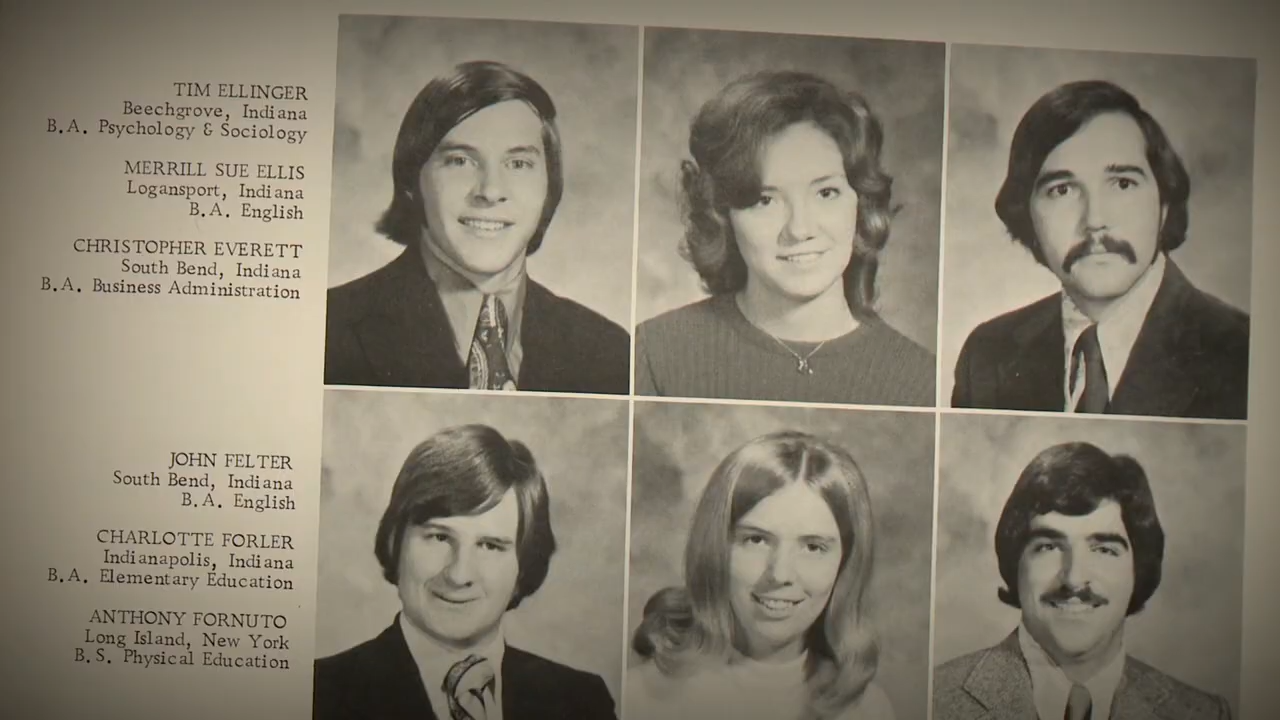 TIM ELLINGER
Beechgrove, Indiana
B.A. Psychology & Sociology
MERRILL SUE ELLIS
Logansport, Indiana
B.A. English
CHRISTOPHER EVERETT
South Bend, Indiana
B.A. Business Administration
JOHN FELTER
South Bend, Indiana
B.A. English
CHARLOTTE FORLER
Indianapolis, Indiana
B.A. Elementary Education
ANTHONY FORNUTO
Long Island, New York
B.S. Physical Education